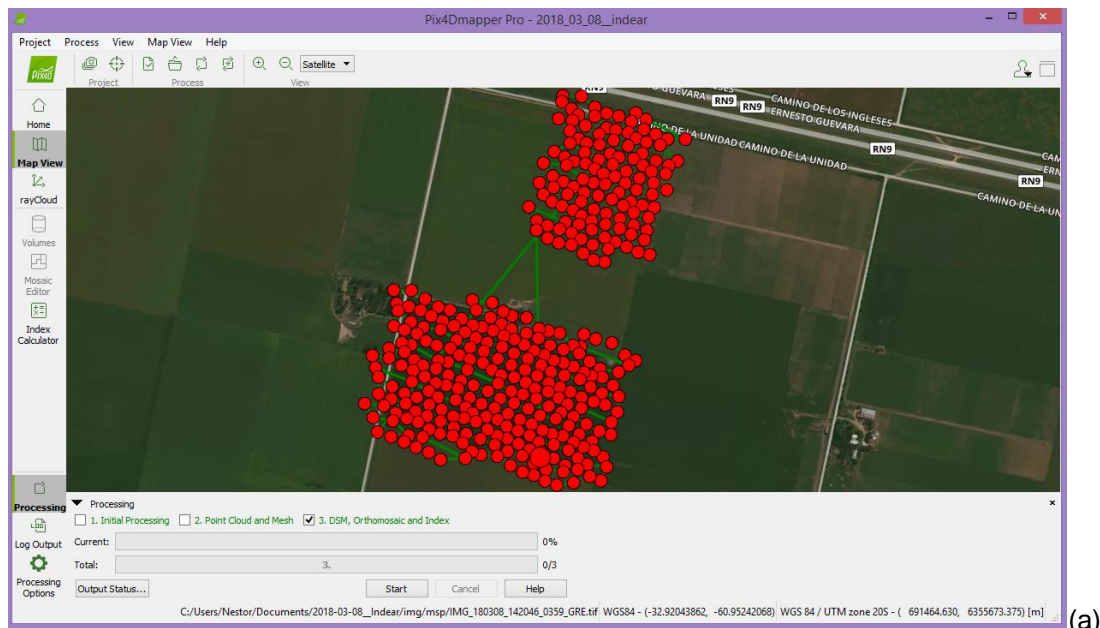 Pix4Dmapper Pro - 2018_03_08__indear
Project Process View Map View Help
PIX4D
Satellite
Project Process View
Home
Map View
rayCloud
Volumes
Mosaic
Editor
Index
Calculator
RN9
GUEVARA
RN9
RN9
CAMINO DE LOS INGLESES
ERNESTO GUEVARA
DE LA UNIDAD CAMINO DE LA UNIDAD
RN9
CAM
ERN
RN9
CAMINO DE LA UN
Processing
Log Output
Processing
Options
Processing
x
1. Initial Processing 2. Point Cloud and Mesh 3. DSM, Orthomosaic and Index
Current: 0%
Total: 3. 0/3
Output Status... Start Cancel Help
C:/Users/Nestor/Documents/2018-03-08__Indear/img/msp/IMG_180308_142046_0359_GRE.tif WGS84 - (-32.92043862, -60.95242068) WGS 84 / UTM zone 20S - ( 691464.630, 6355673.375) [m]
(a)